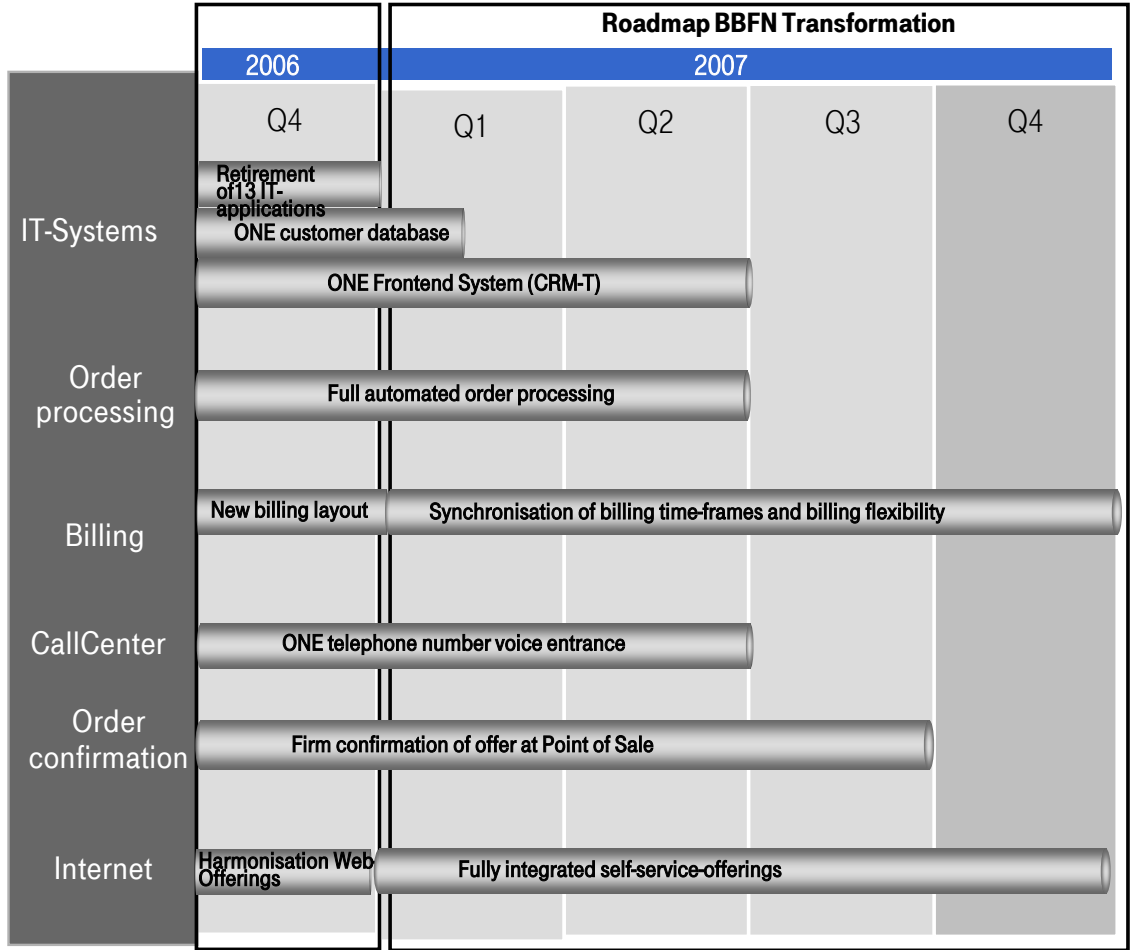 Roadmap BBFN Transformation
2006
2007
Q4
Q1
Q2
Q3
Q4
IT-Systems
Retirement
of13 IT-
applications
ONE customer database
ONE Frontend System (CRM-T)
Order
processing
Full automated order processing
Billing
New billing layout
Synchronisation of billing time-frames and billing flexibility
CallCenter
ONE telephone number voice entrance
Order
confirmation
Firm confirmation of offer at Point of Sale
Internet
Harmonisation Web-
Offerings
Fully integrated self-service-offerings